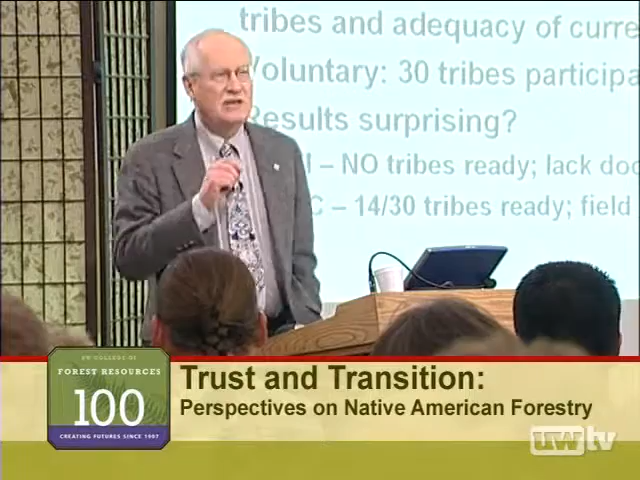 tribes and adequacy of curre
Voluntary: 30 tribes participa
Results surprising?
– NO tribes ready; lack doc
C – 14/30 tribes ready; field
UW COLLEGE OF
FOREST RESOURCES
100
CREATING FUTURES SINCE 1907
Trust and Transition:
Perspectives on Native American Forestry
uwtv